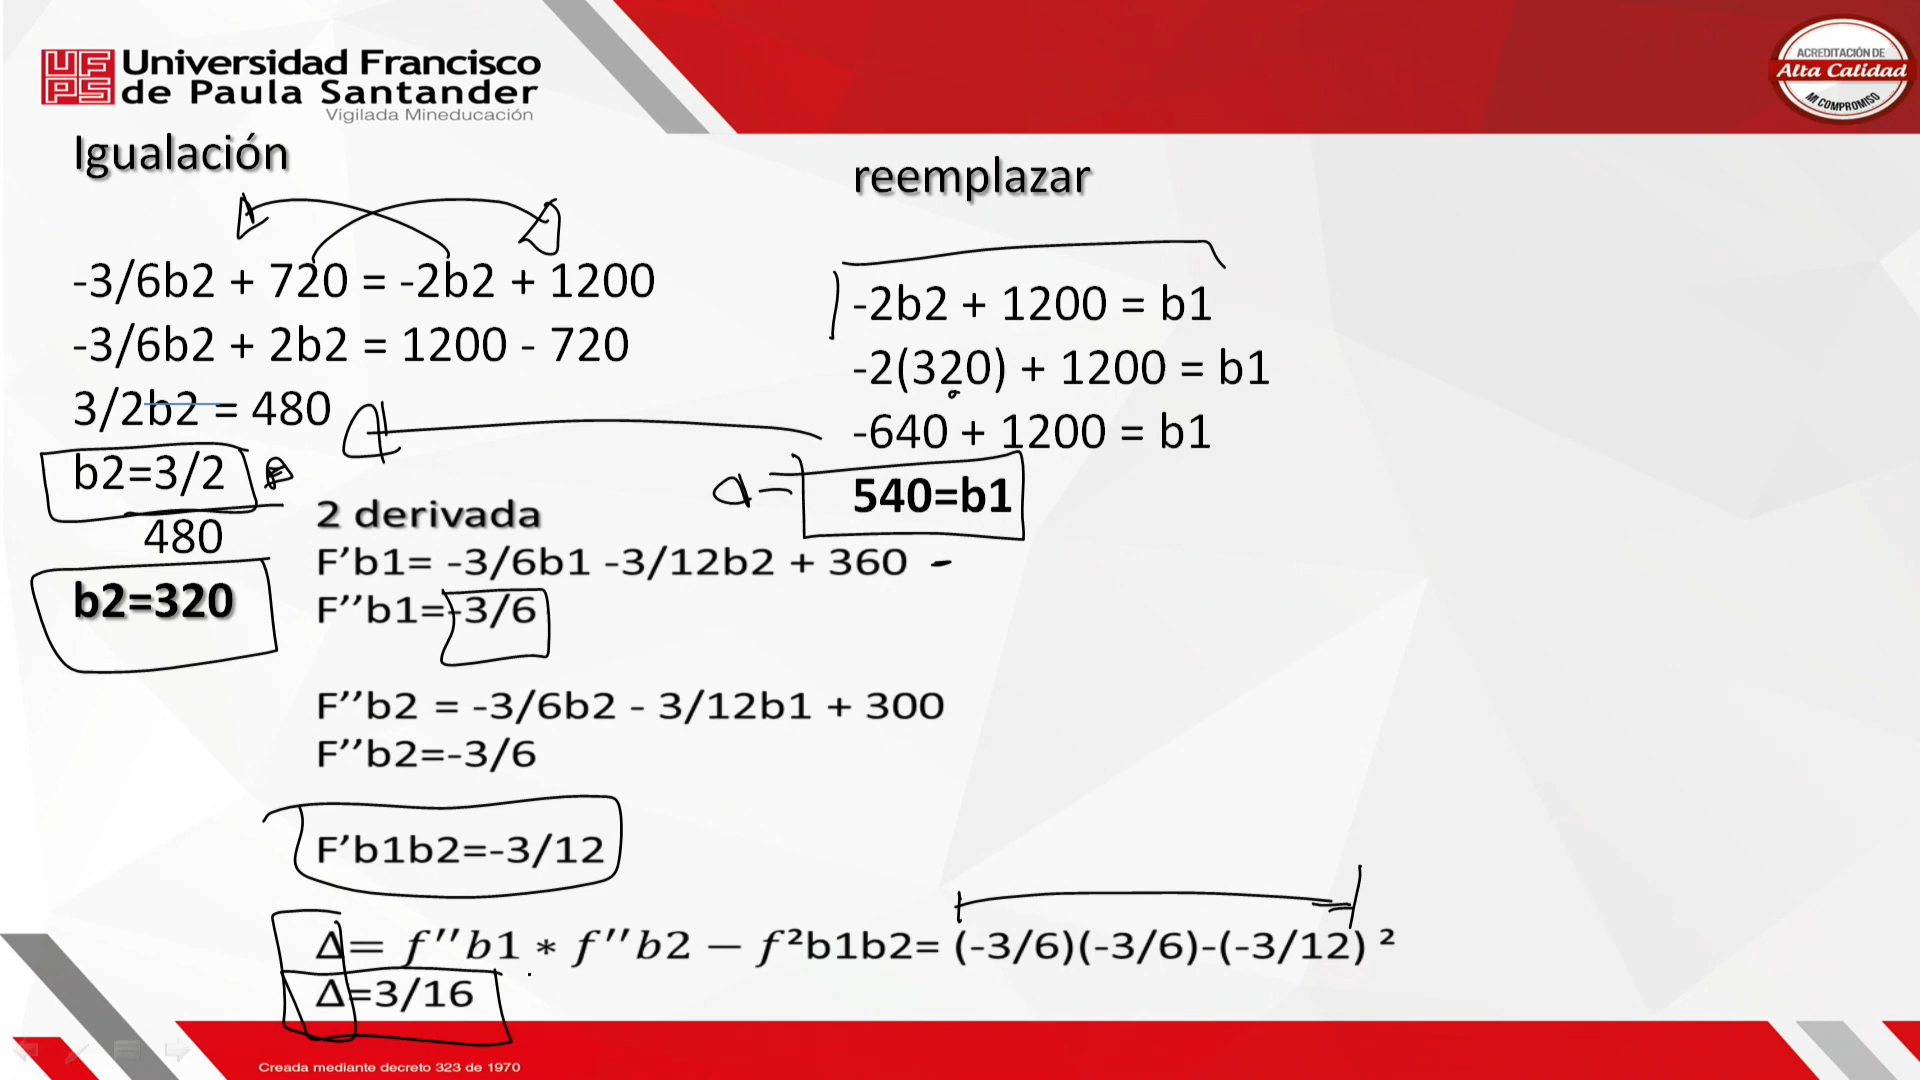 UFPS
Universidad Francisco
de Paula Santander
Vigilada Mineducación
ACREDITACIÓN DE
Alta Calidad
MI COMPROMISO
Igualación
-3/6b2 + 720 = -2b2 + 1200
-3/6b2 + 2b2 = 1200 - 720
3/2b2 = 480
b2=3/2
480
b2=320
reemplazar
-2b2 + 1200 = b1
-2(320) + 1200 = b1
-640 + 1200 = b1
a= 540=b1
2 derivada
F’b1= -3/6b1 -3/12b2 + 360 -
F’’b1=-3/6
F’’b2 = -3/6b2 - 3/12b1 + 300
F’’b2=-3/6
F’b1b2=-3/12
Δ= f′′b1 ∗ f′′b2 − f²b1b2= (-3/6)(-3/6)-(-3/12) ²
Δ=3/16
Creada mediante decreto 323 de 1970